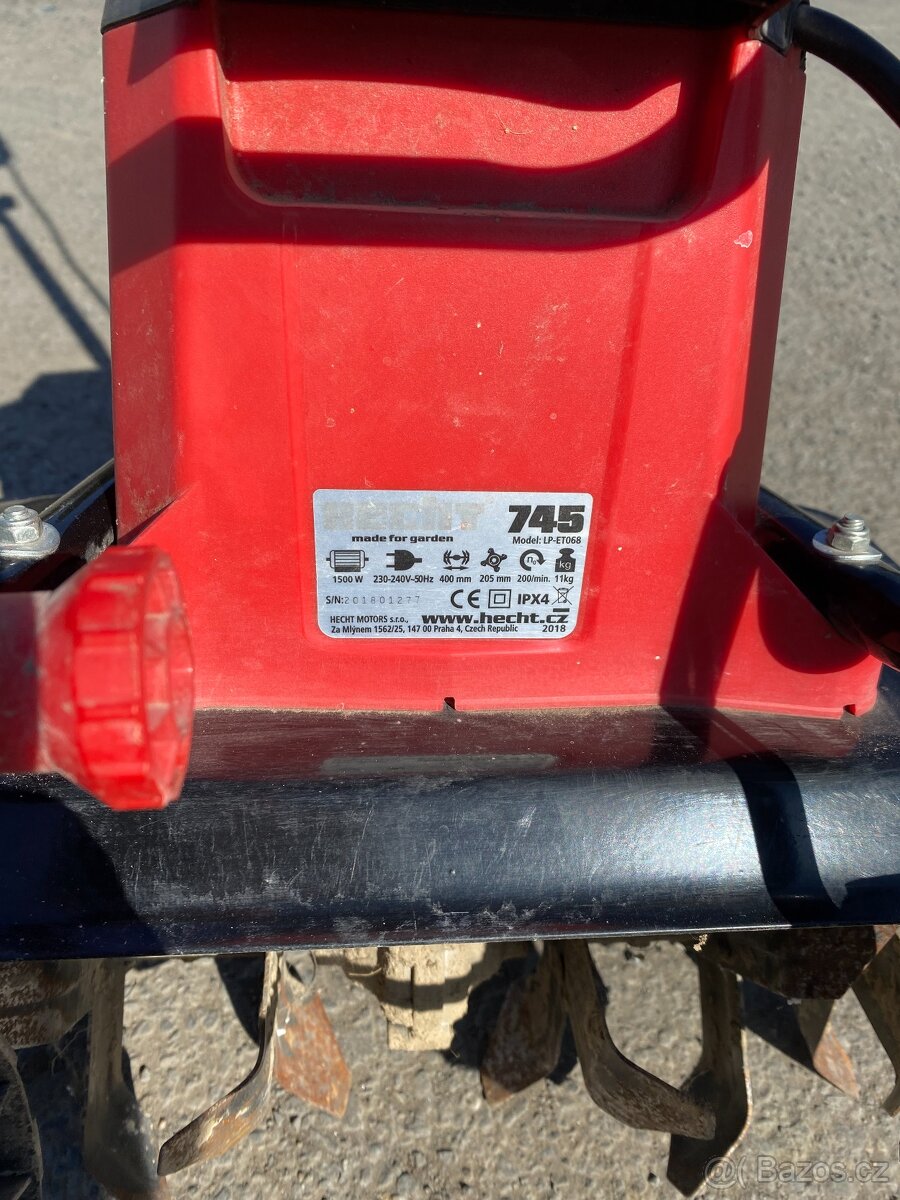 HECHT 745
made for garden Model: LP-ET068
kg
1500 W 230-240V~50Hz 400 mm 205 mm 200/min. 11kg
S/N:201801277 CE IPX4
HECHT MOTORS s.r.o., www.hecht.cz
Za Mlýnem 1562/25, 147 00 Praha 4, Czech Republic 2018
@ Bazos.cz